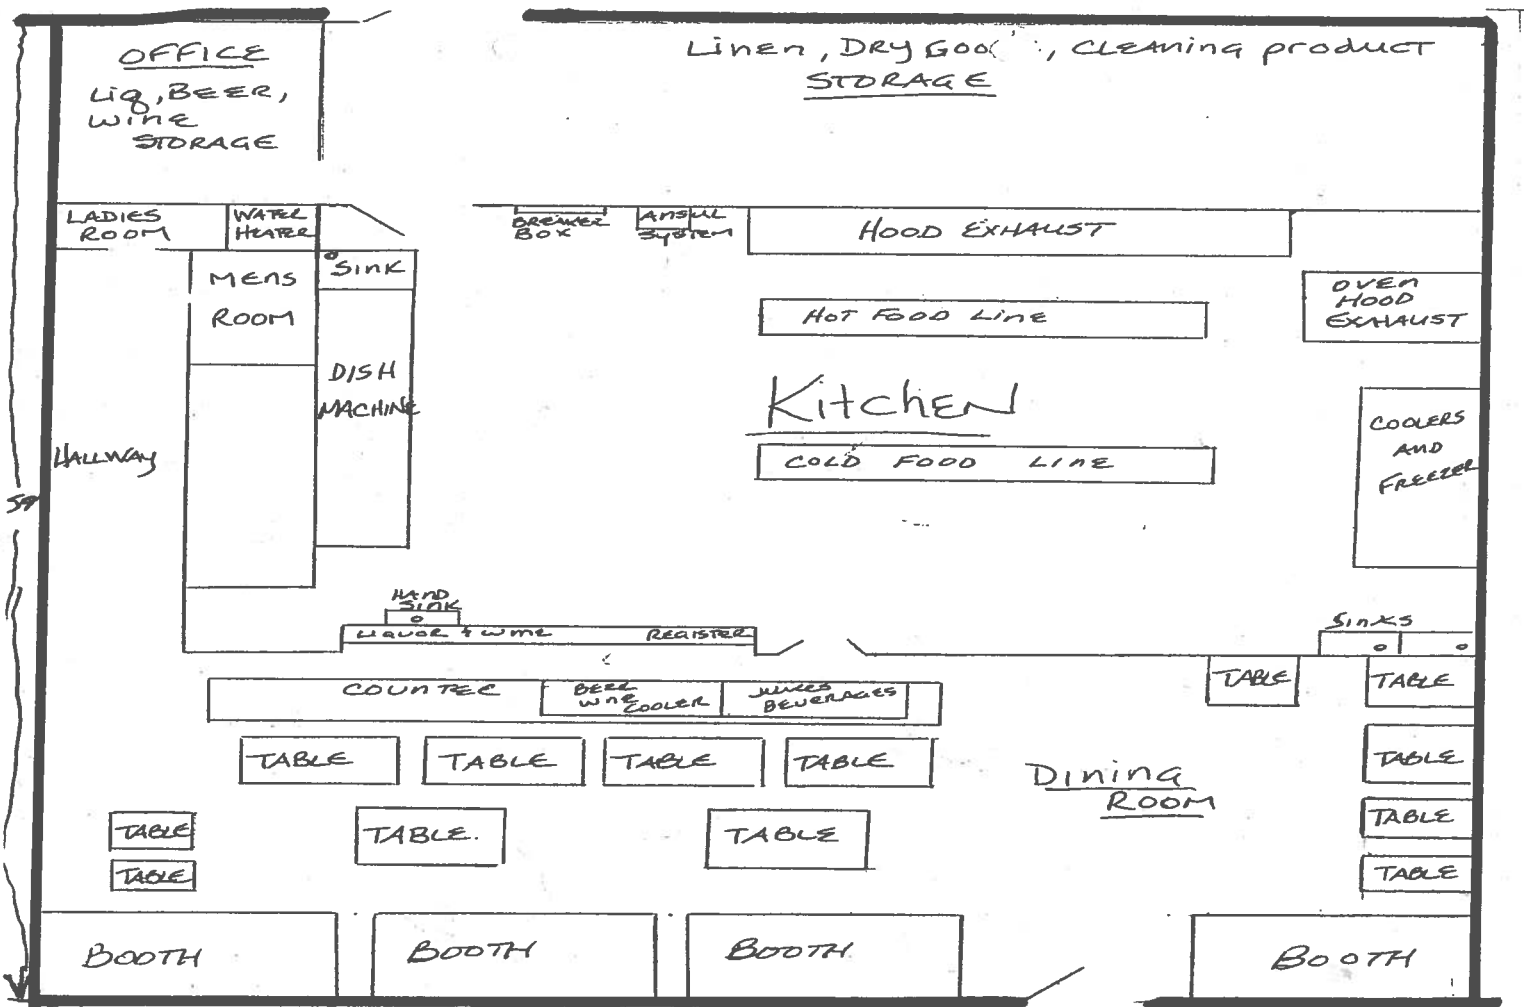 OFFICE
Liq, BEER,
WINE
STORAGE
Linen, DRY GOO , CLEANING PRODUCT
STORAGE
LADIES
ROOM
WATER
HEATER
BREAKER
BOX
ANSUL
SYSTEM
HOOD EXHAUST
MENS
ROOM
SINK
OVEN
HOOD
EXHAUST
HOT FOOD LINE
DISH
MACHINE
KitchEN
COOLERS
AND
FREEZER
HALLWAY
COLD FOOD LINE
HAND
SINK
LIQUOR & WINE REGISTER
SINKS
COUNTER
BEER
WINE
COOLER
JUICES
BEVERAGES
TABLE
TABLE
TABLE
TABLE
TABLE
TABLE
TABLE
Dining
ROOM
TABLE
TABLE
TABLE
TABLE
TABLE
TABLE
BOOTH
BOOTH
BOOTH
BOOTH